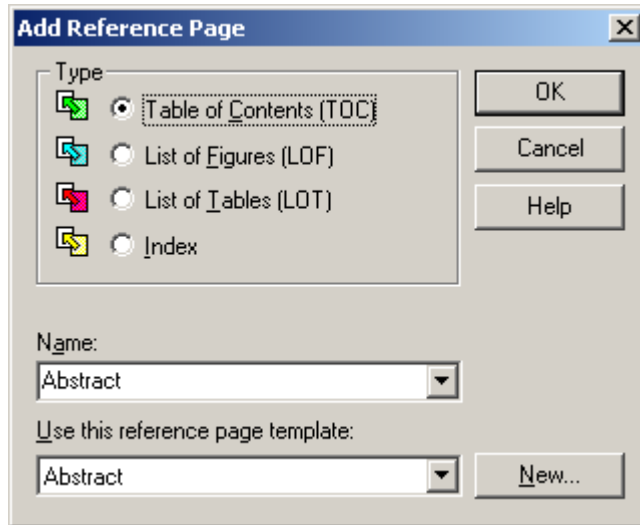 Add Reference Page
Type
Table of Contents (TOC)
List of Figures (LOF)
List of Tables (LOT)
Index
OK
Cancel
Help
Name:
Abstract
Use this reference page template:
Abstract
New...